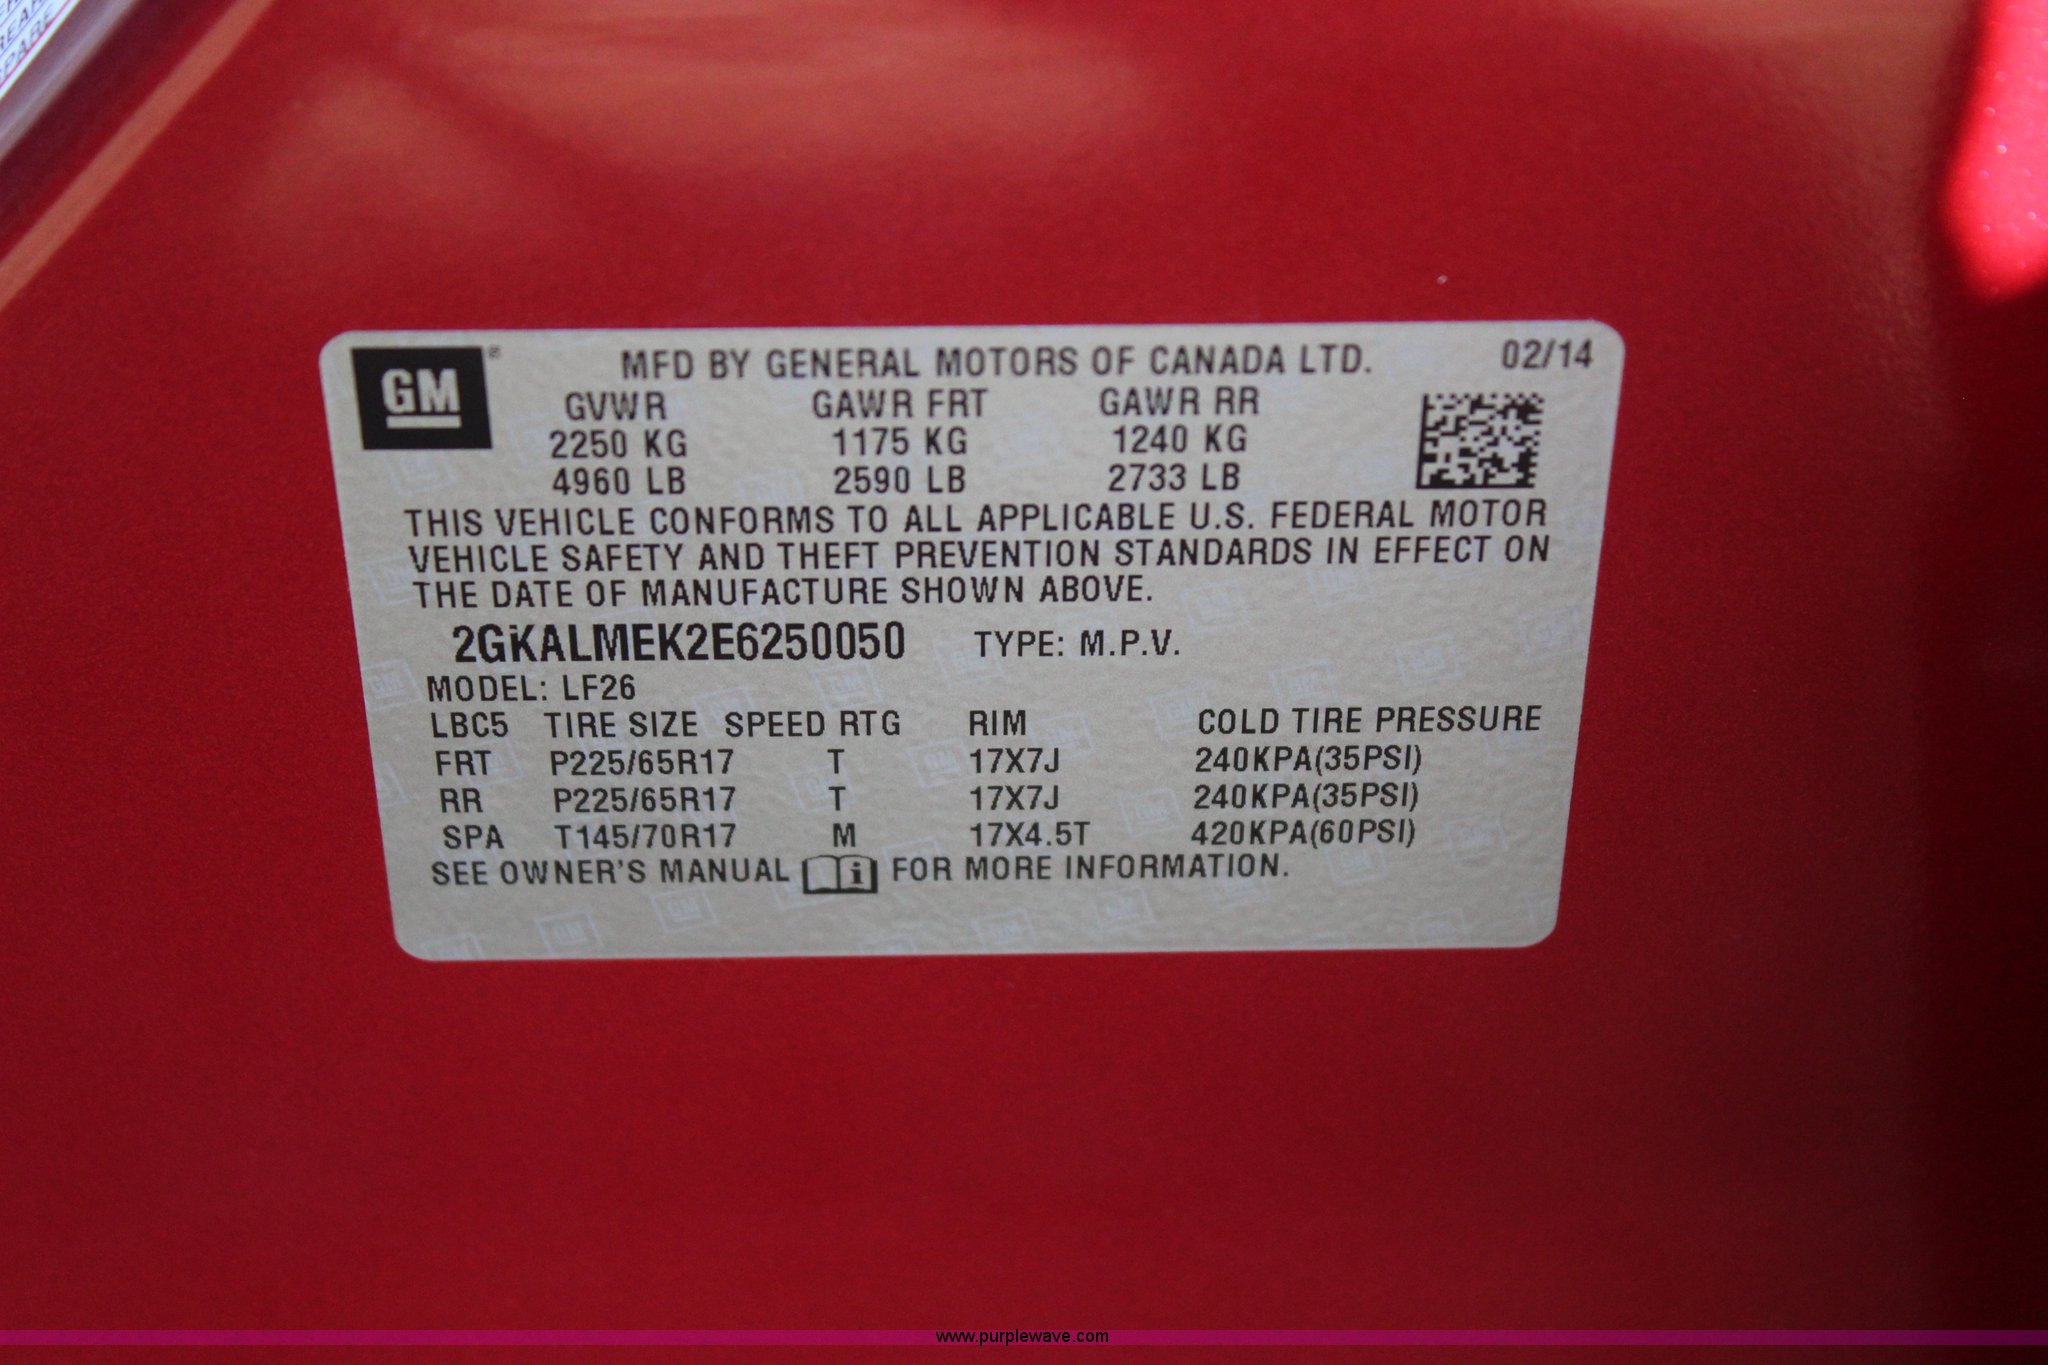 REAR
SPARE
GM®
MFD BY GENERAL MOTORS OF CANADA LTD. 02/14
GVWR GAWR FRT GAWR RR
2250 KG 1175 KG 1240 KG
4960 LB 2590 LB 2733 LB
THIS VEHICLE CONFORMS TO ALL APPLICABLE U.S. FEDERAL MOTOR
VEHICLE SAFETY AND THEFT PREVENTION STANDARDS IN EFFECT ON
THE DATE OF MANUFACTURE SHOWN ABOVE.
2GKALMEK2E6250050 TYPE: M.P.V.
MODEL: LF26
LBC5 TIRE SIZE SPEED RTG RIM COLD TIRE PRESSURE
FRT P225/65R17 T 17X7J 240KPA(35PSI)
RR P225/65R17 T 17X7J 240KPA(35PSI)
SPA T145/70R17 M 17X4.5T 420KPA(60PSI)
SEE OWNER'S MANUAL i FOR MORE INFORMATION.
www.purplewave.com